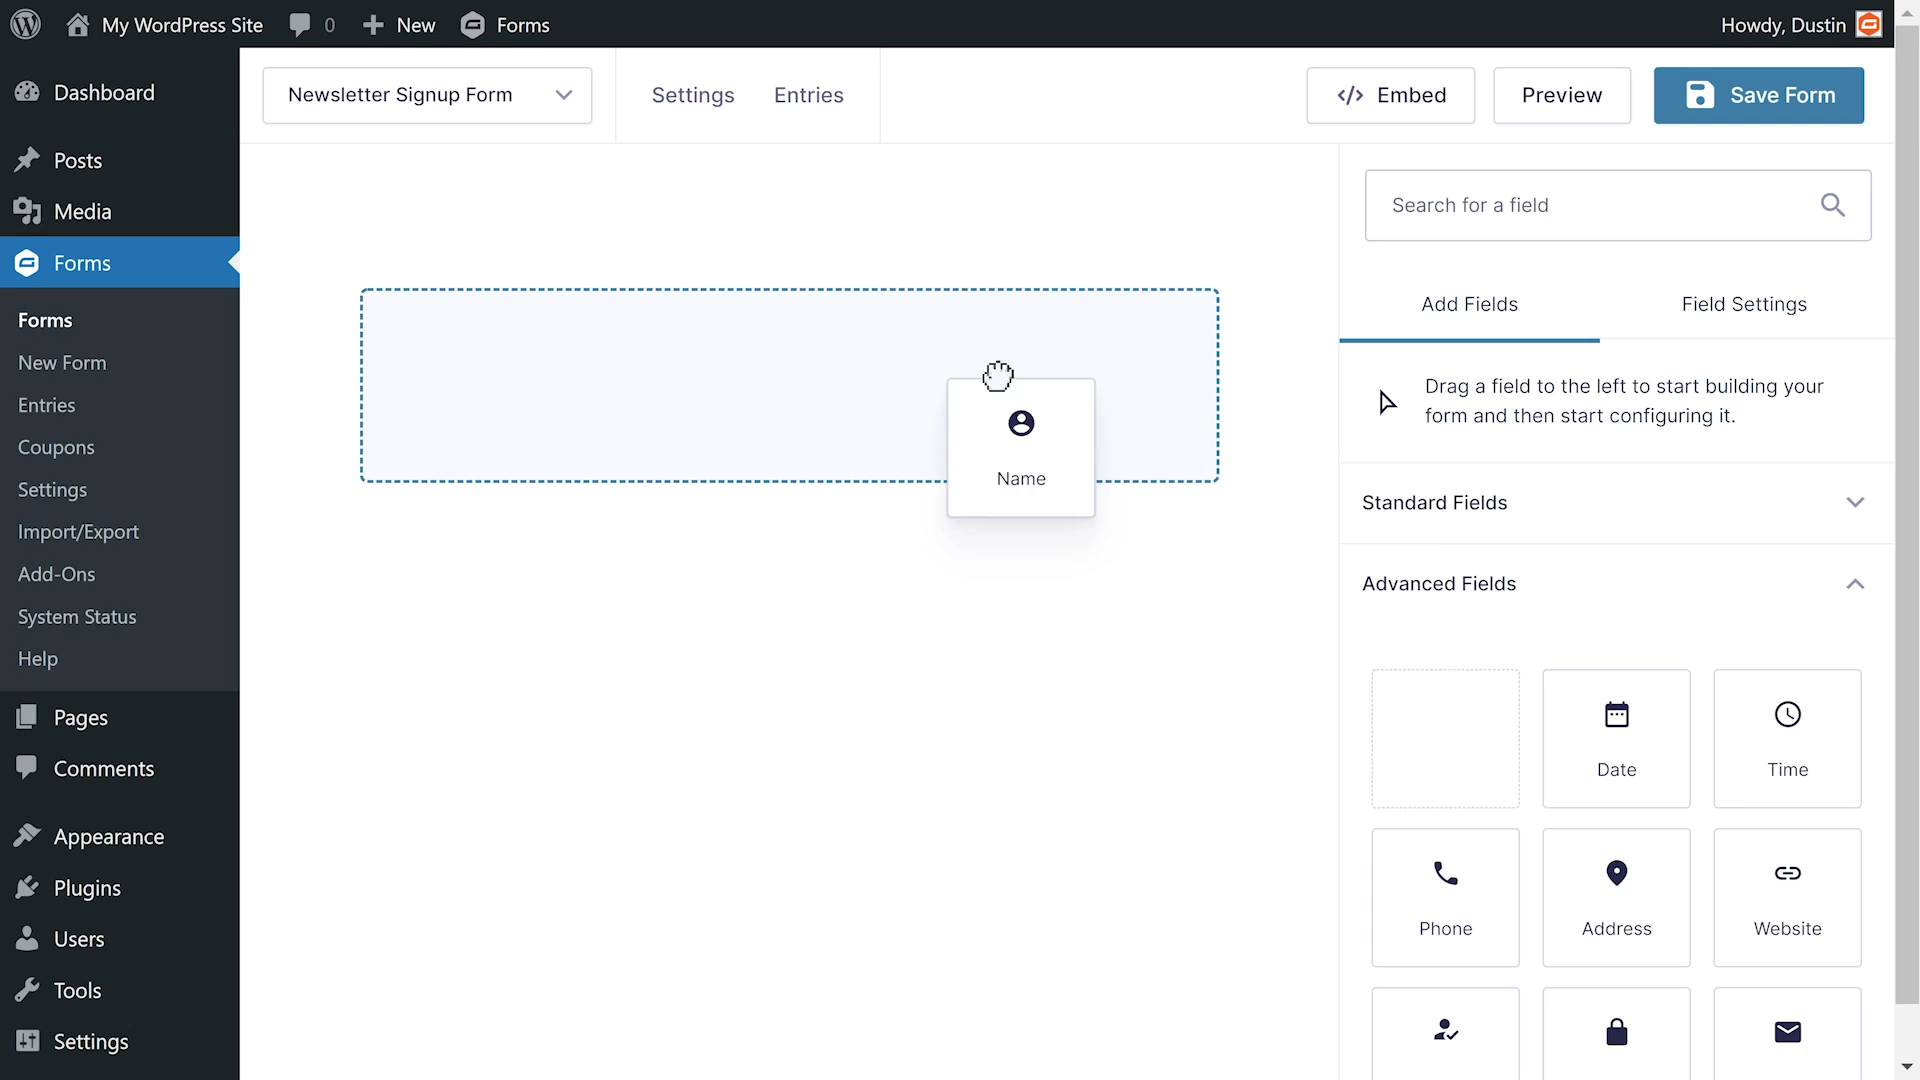 My WordPress Site
0
New
Forms
Howdy, Dustin
Dashboard
Posts
Media
Forms
Forms
New Form
Entries
Coupons
Settings
Import/Export
Add-Ons
System Status
Help
Pages
Comments
Appearance
Plugins
Users
Tools
Settings
Newsletter Signup Form
Settings
Entries
</> Embed
Preview
Save Form
Name
Search for a field
Add Fields
Field Settings
Drag a field to the left to start building your
form and then start configuring it.
Standard Fields
Advanced Fields
Date
Time
Phone
Address
Website